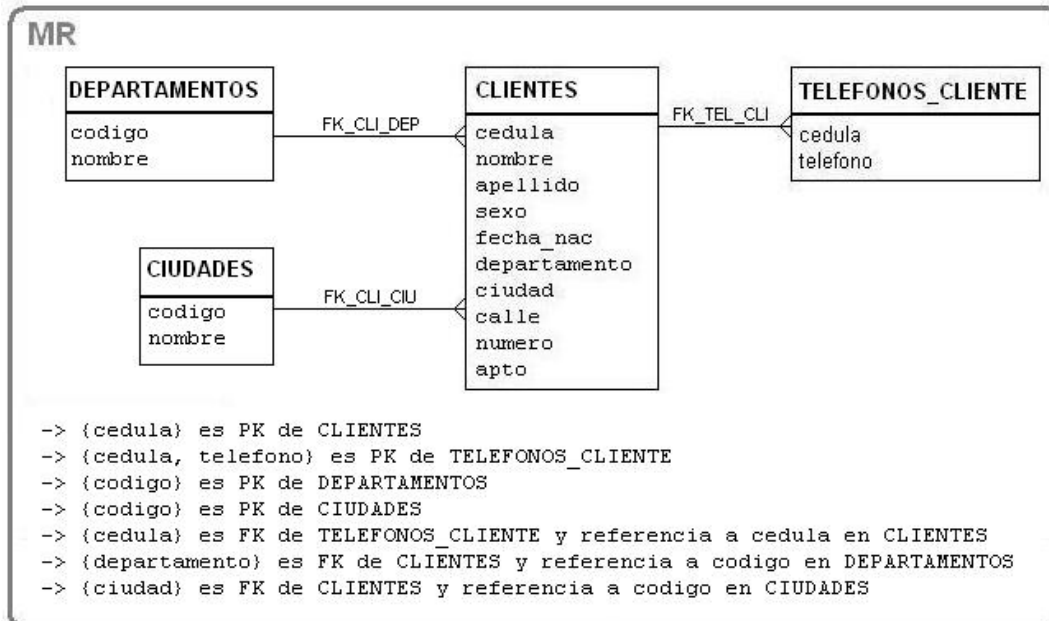 MR
DEPARTAMENTOS
codigo
nombre
FK_CLI_DEP
CLIENTES
cedula
nombre
apellido
sexo
fecha_nac
departamento
ciudad
calle
numero
apto
FK_TEL_CLI
TELEFONOS_CLIENTE
cedula
telefono
CIUDADES
codigo
nombre
FK_CLI_CIU
-> {cedula} es PK de CLIENTES
-> {cedula, telefono} es PK de TELEFONOS_CLIENTE
-> {codigo} es PK de DEPARTAMENTOS
-> {codigo} es PK de CIUDADES
-> {cedula} es FK de TELEFONOS_CLIENTE y referencia a cedula en CLIENTES
-> {departamento} es FK de CLIENTES y referencia a codigo en DEPARTAMENTOS
-> {ciudad} es FK de CLIENTES y referencia a codigo en CIUDADES